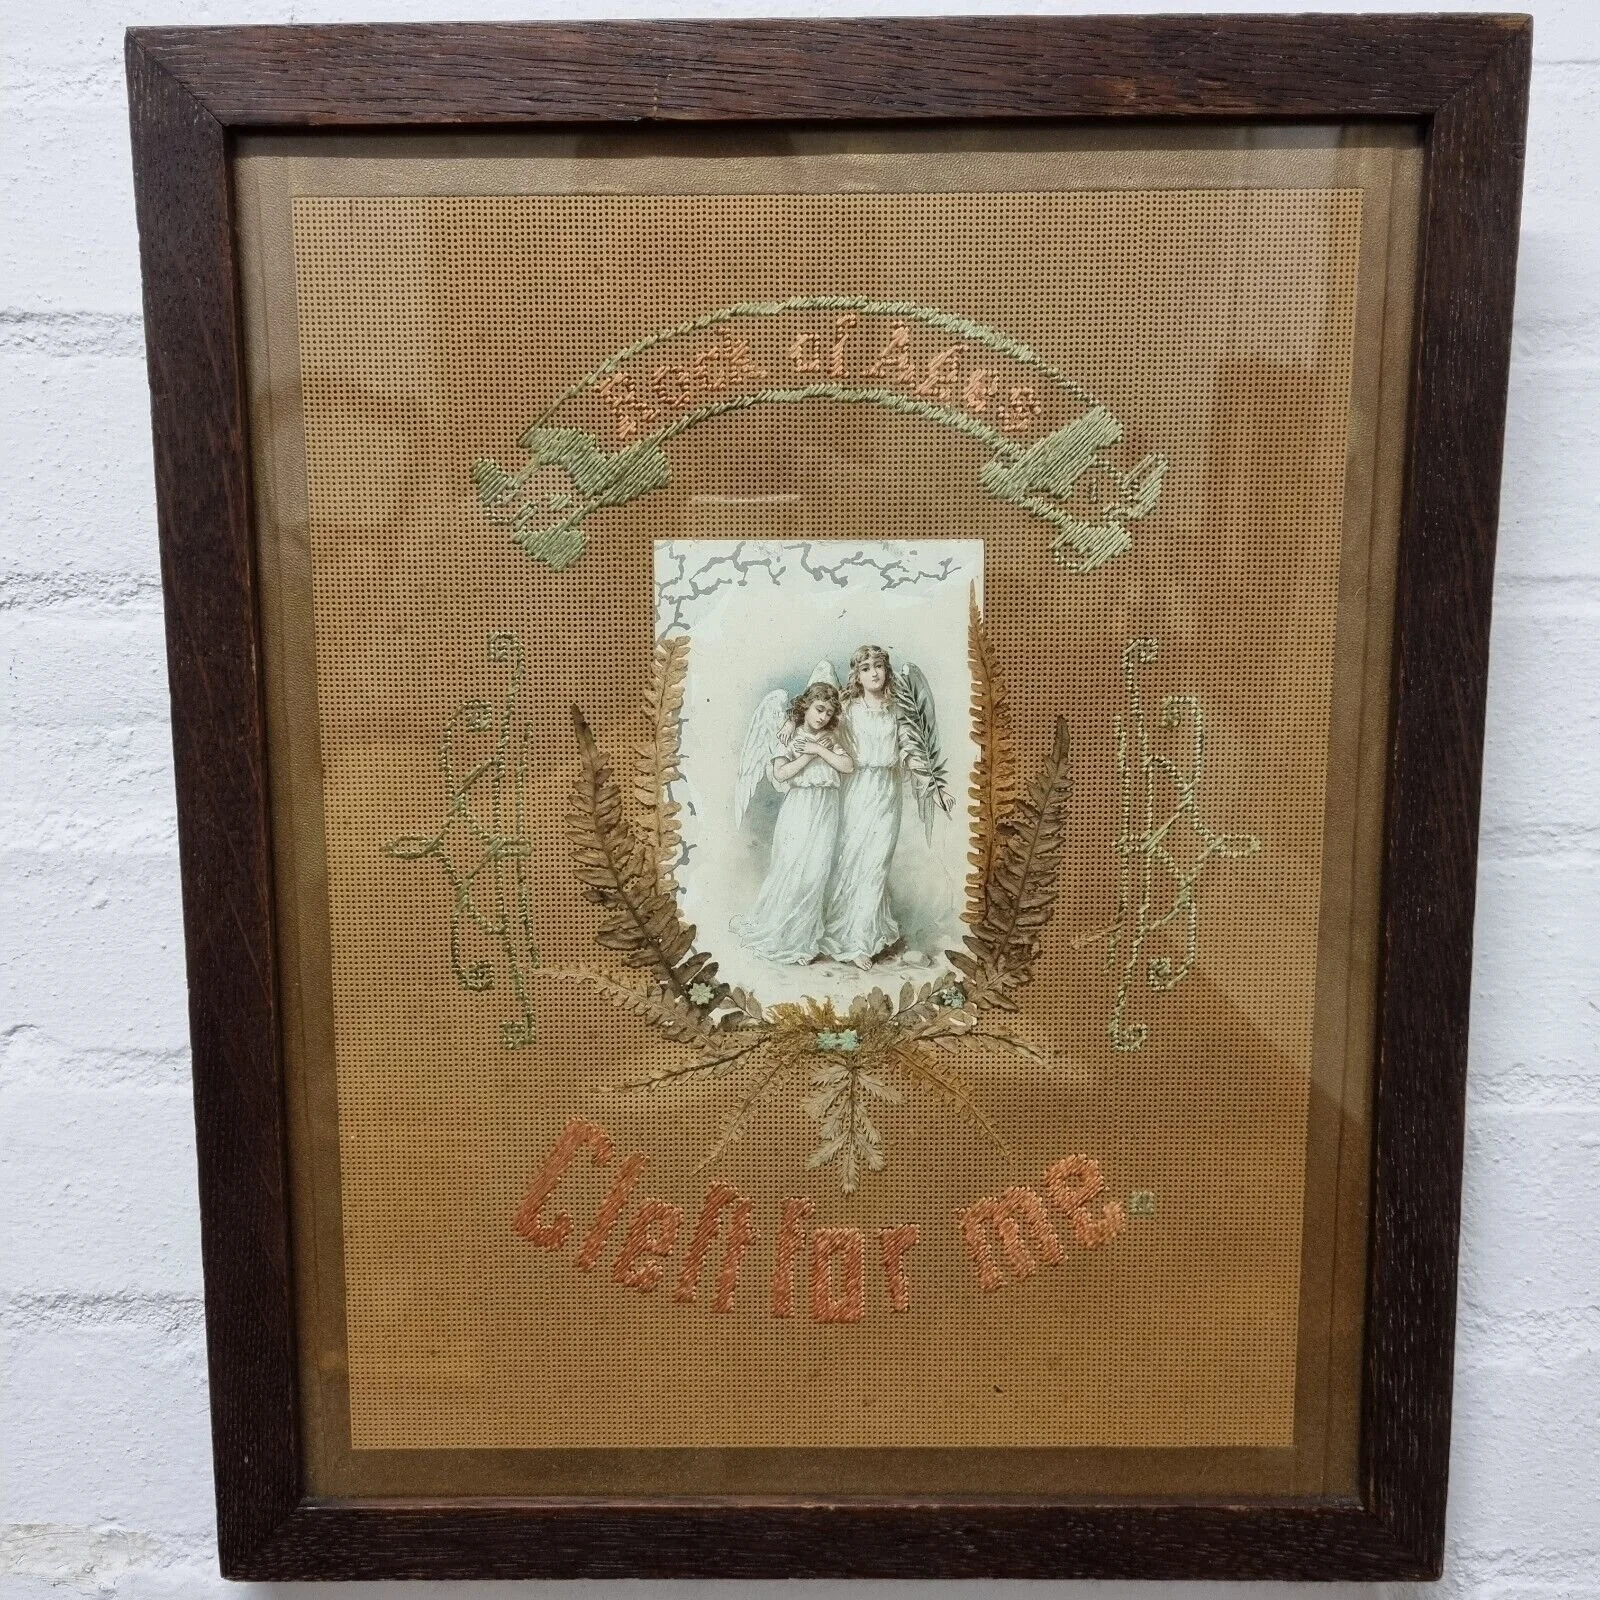 Rock of Ages
Cleft for me.